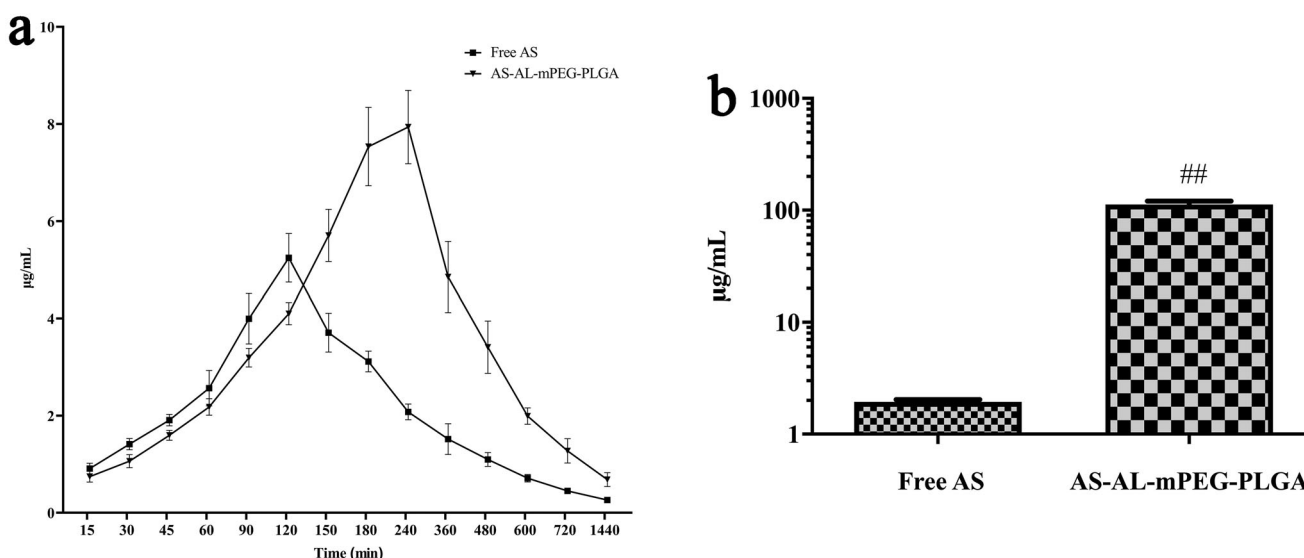 a
10
8
6
4
2
0
μg/mL
Free AS
AS-AL-mPEG-PLGA
15 30 45 60 90 120 150 180 240 360 480 600 720 1440
Time (min)
b
1000
100
10
1
μg/mL
##
Free AS AS-AL-mPEG-PLGA